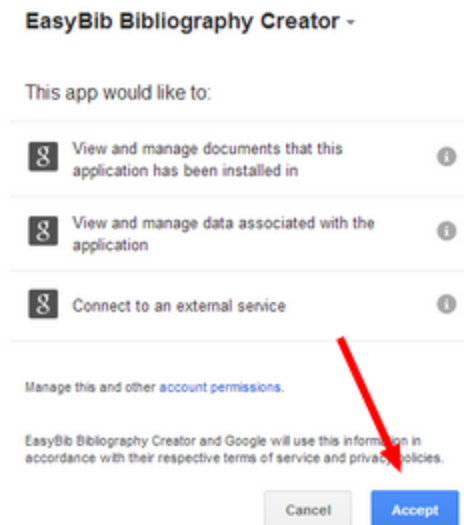 EasyBib Bibliography Creator
This app would like to:
View and manage documents that this
application has been installed in
View and manage data associated with the
application
Connect to an external service
Manage this and other account permissions.
EasyBib Bibliography Creator and Google will use this information in
accordance with their respective terms of service and privacy policies.
Cancel Accept